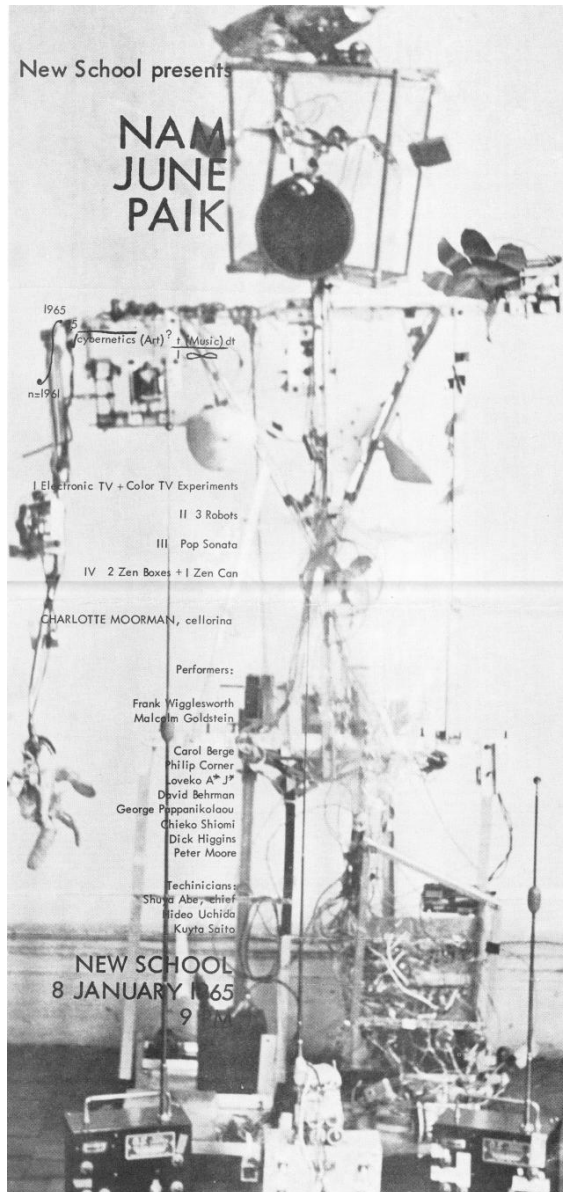 New School presents
NAM
JUNE
PAIK
1965
5
cybernetics (Art)? t (Music) dt
1 ∞
n=1961
I Electronic TV + Color TV Experiments
II 3 Robots
III Pop Sonata
IV 2 Zen Boxes + I Zen Can
CHARLOTTE MOORMAN, cellorina
Performers:
Frank Wigglesworth
Malcolm Goldstein
Carol Berge
Philip Corner
Loveko
David Behrman
George Pappanikolaou
Chieko Shiomi
Dick Higgins
Peter Moore
Techinicians:
Shuya Abe, chief
Hideo Uchida
Kuyta Saito
NEW SCHOOL
8 JANUARY 1965
9 PM